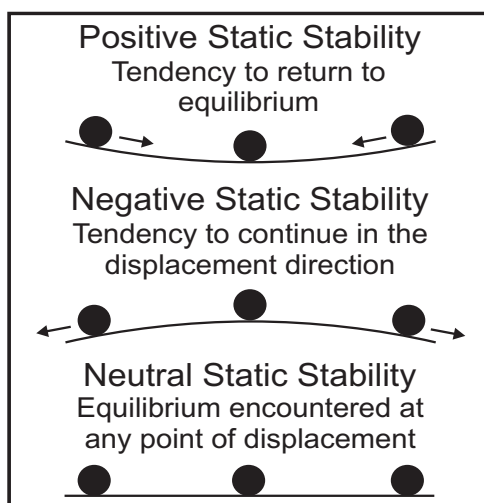 Positive Static Stability
Tendency to return to
equilibrium
Negative Static Stability
Tendency to continue in the
displacement direction
Neutral Static Stability
Equilibrium encountered at
any point of displacement